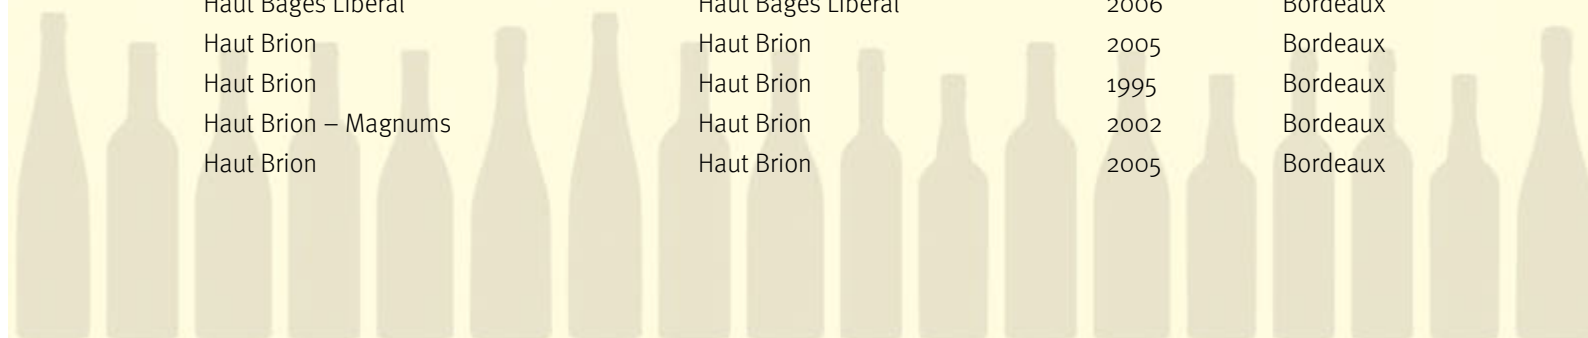 Haut Bages Liberal Haut Bages Liberal 2006 Bordeaux
Haut Brion Haut Brion 2005 Bordeaux
Haut Brion Haut Brion 1995 Bordeaux
Haut Brion – Magnums Haut Brion 2002 Bordeaux
Haut Brion Haut Brion 2005 Bordeaux